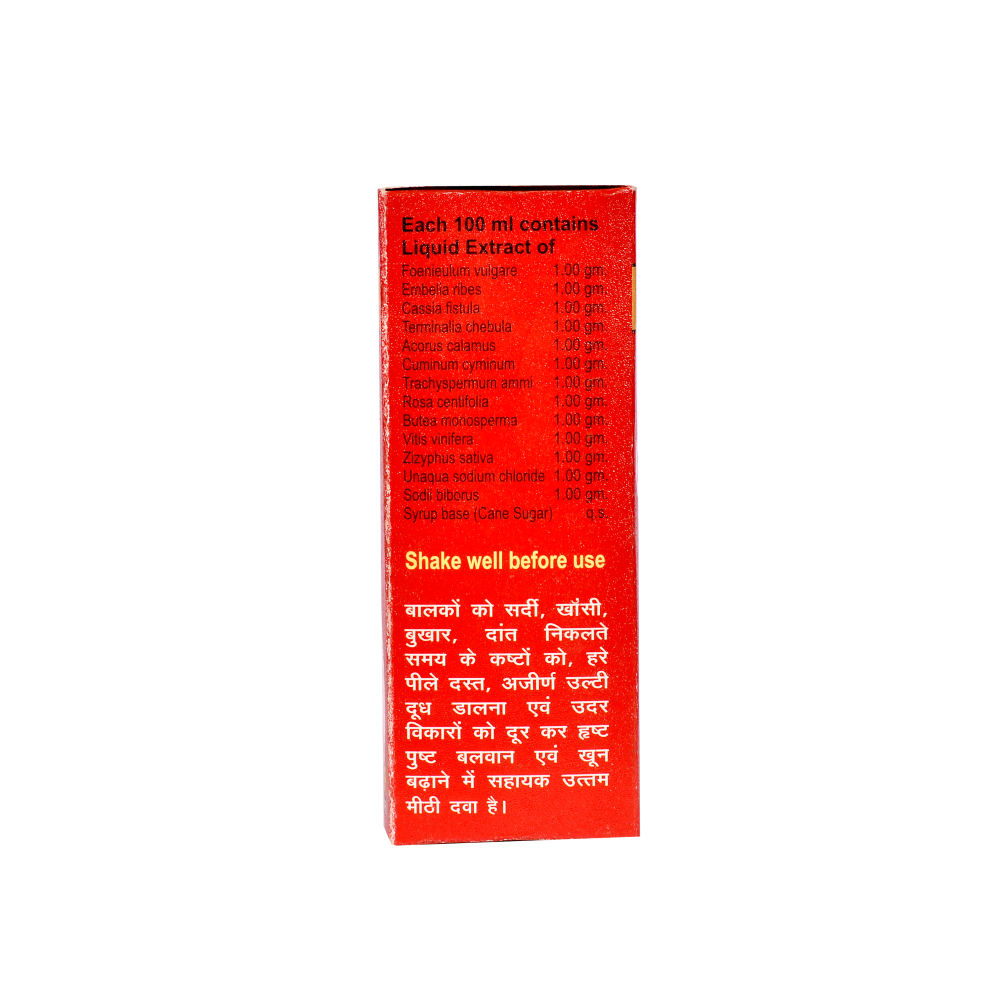 Each 100 ml contains
Liquid Extract of
Foenieulum vulgare 1.00 gm.
Embelia ribes 1.00 gm.
Cassia fistula 1.00 gm.
Terminalia chebula 1.00 gm.
Acorus calamus 1.00 gm.
Cuminum cyminum 1.00 gm.
Trachyspermum ammi 1.00 gm.
Rosa centifolia 1.00 gm.
Butea monosperma 1.00 gm.
Vitis vinifera 1.00 gm.
Zizyphus sativa 1.00 gm.
Unaqua sodium chloride 1.00 gm.
Sodii biborus 1.00 gm.
Syrup base (Cane Sugar) q.s.
Shake well before use
बालकों को सर्दी, खाँसी,
बुखार, दांत निकलते
समय के कष्टों को, हरे
पीले दस्त, अजीर्ण उल्टी
दूध डालना एवं उदर
विकारों को दूर कर हृष्ट
पुष्ट बलवान एवं खून
बढ़ाने में सहायक उत्तम
मीठी दवा है।